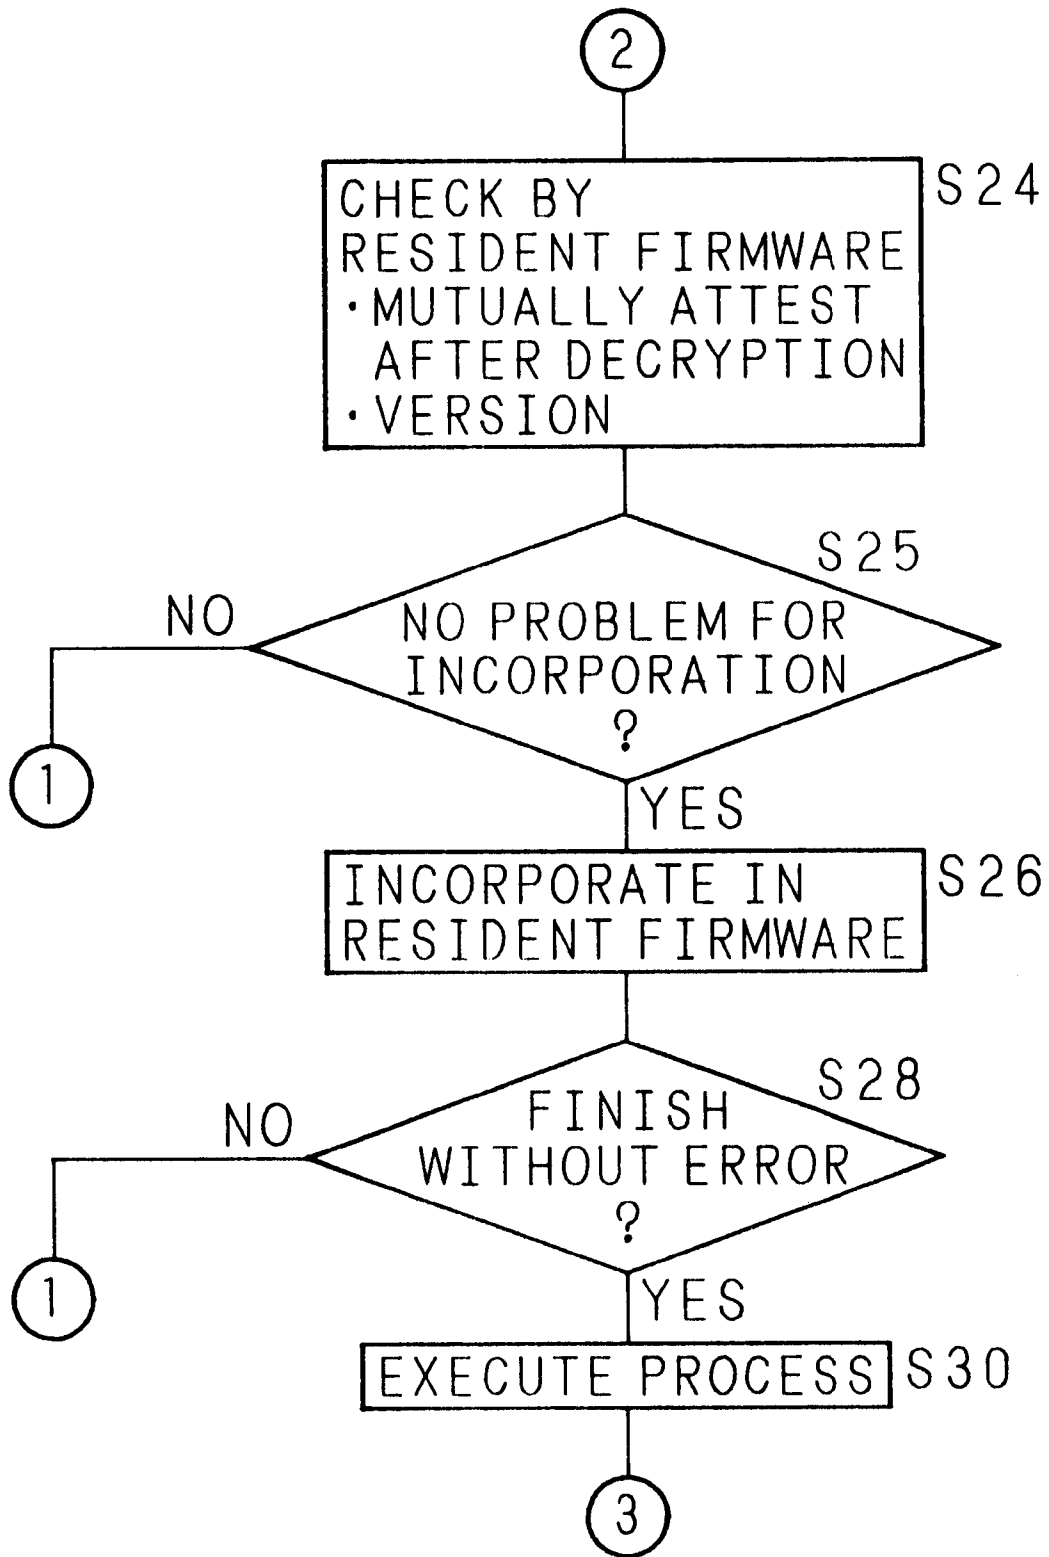 2
CHECK BY
RESIDENT FIRMWARE
·MUTUALLY ATTEST
AFTER DECRYPTION
·VERSION
S24
S25
NO
NO PROBLEM FOR
INCORPORATION
?
1
YES
INCORPORATE IN
RESIDENT FIRMWARE
S26
S28
NO
FINISH
WITHOUT ERROR
?
1
YES
EXECUTE PROCESS
S30
3